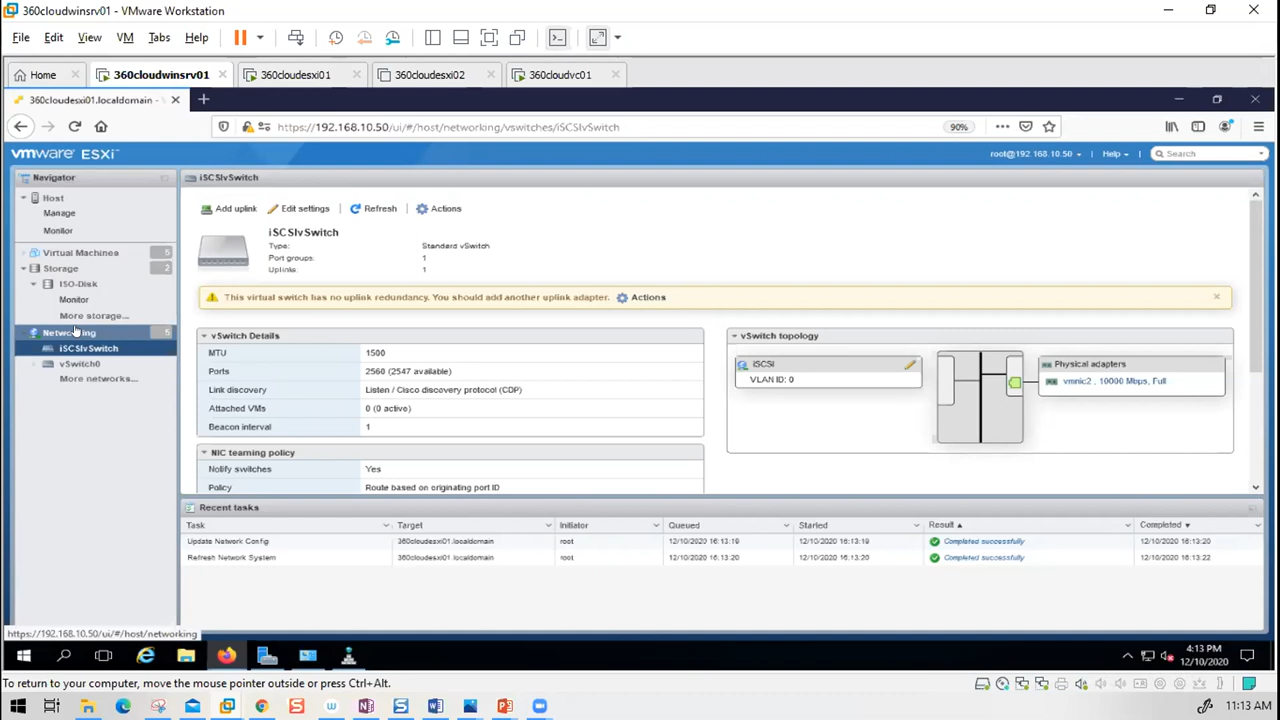 360cloudwinsrv01 - VMware Workstation
File Edit View VM Tabs Help
Home 360cloudwinsrv01 360cloudesxi01 360cloudesxi02 360cloudvc01
360cloudesxi01.localdomain -
https://192.168.10.50/ui/#/host/networking/vswitches/iSCSIvSwitch 90%
vmware ESXi root@192.168.10.50 Help Search
Navigator
Host
Manage
Monitor
Virtual Machines 5
Storage 2
ISO-Disk
Monitor
More storage...
Networking 5
iSCSIvSwitch
vSwitch0
More networks...
iSCSIvSwitch
Add uplink Edit settings Refresh Actions
iSCSIvSwitch
Type: Standard vSwitch
Port groups: 1
Uplinks: 1
This virtual switch has no uplink redundancy. You should add another uplink adapter. Actions
vSwitch Details
MTU 1500
Ports 2560 (2547 available)
Link discovery Listen / Cisco discovery protocol (CDP)
Attached VMs 0 (0 active)
Beacon interval 1
NIC teaming policy
Notify switches Yes
Policy Route based on originating port ID
vSwitch topology
iSCSI
VLAN ID: 0
Physical adapters
vmnic2 , 10000 Mbps, Full
Recent tasks
Task Target Initiator Queued Started Result Completed
Update Network Config 360cloudesxi01.localdomain root 12/10/2020 16:13:19 12/10/2020 16:13:19 Completed successfully 12/10/2020 16:13:20
Refresh Network System 360cloudesxi01.localdomain root 12/10/2020 16:13:20 12/10/2020 16:13:20 Completed successfully 12/10/2020 16:13:22
https://192.168.10.50/ui/#/host/networking
4:13 PM
12/10/2020
To return to your computer, move the mouse pointer outside or press Ctrl+Alt.
11:13 AM